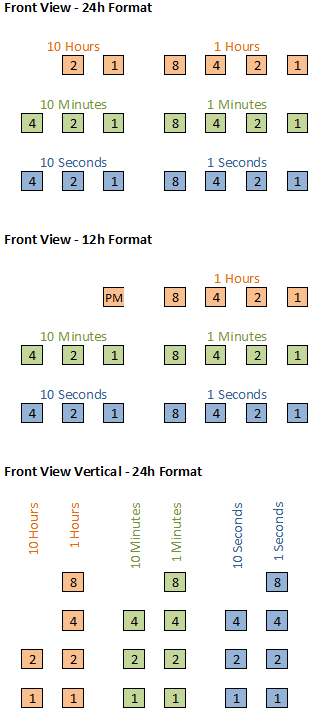 Front View - 24h Format
10 Hours 1 Hours
2 1 8 4 2 1
10 Minutes 1 Minutes
4 2 1 8 4 2 1
10 Seconds 1 Seconds
4 2 1 8 4 2 1
Front View - 12h Format
1 Hours
PM 8 4 2 1
10 Minutes 1 Minutes
4 2 1 8 4 2 1
10 Seconds 1 Seconds
4 2 1 8 4 2 1
Front View Vertical - 24h Format
10 Hours 1 Hours 10 Minutes 1 Minutes 10 Seconds 1 Seconds
8 8 8
4 4 4 4 4
2 2 2 2 2 2
1 1 1 1 1 1